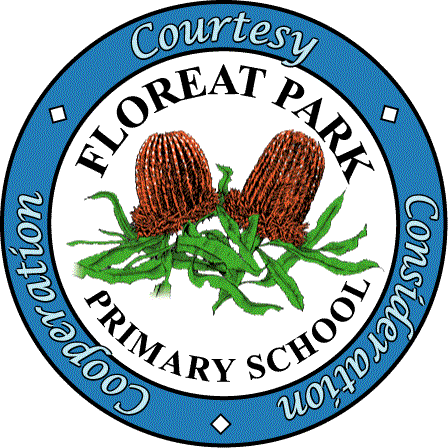 Courtesy
FLOREAT PARK
PRIMARY SCHOOL
Cooperation
Consideration